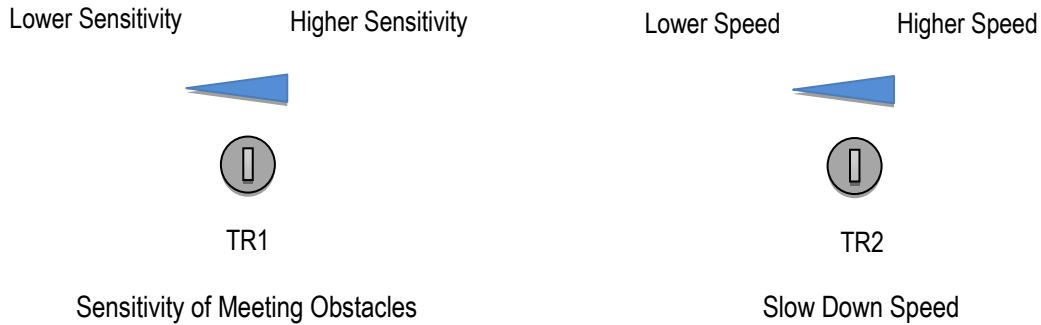 Lower Sensitivity Higher Sensitivity Lower Speed Higher Speed
TR1 TR2
Sensitivity of Meeting Obstacles Slow Down Speed